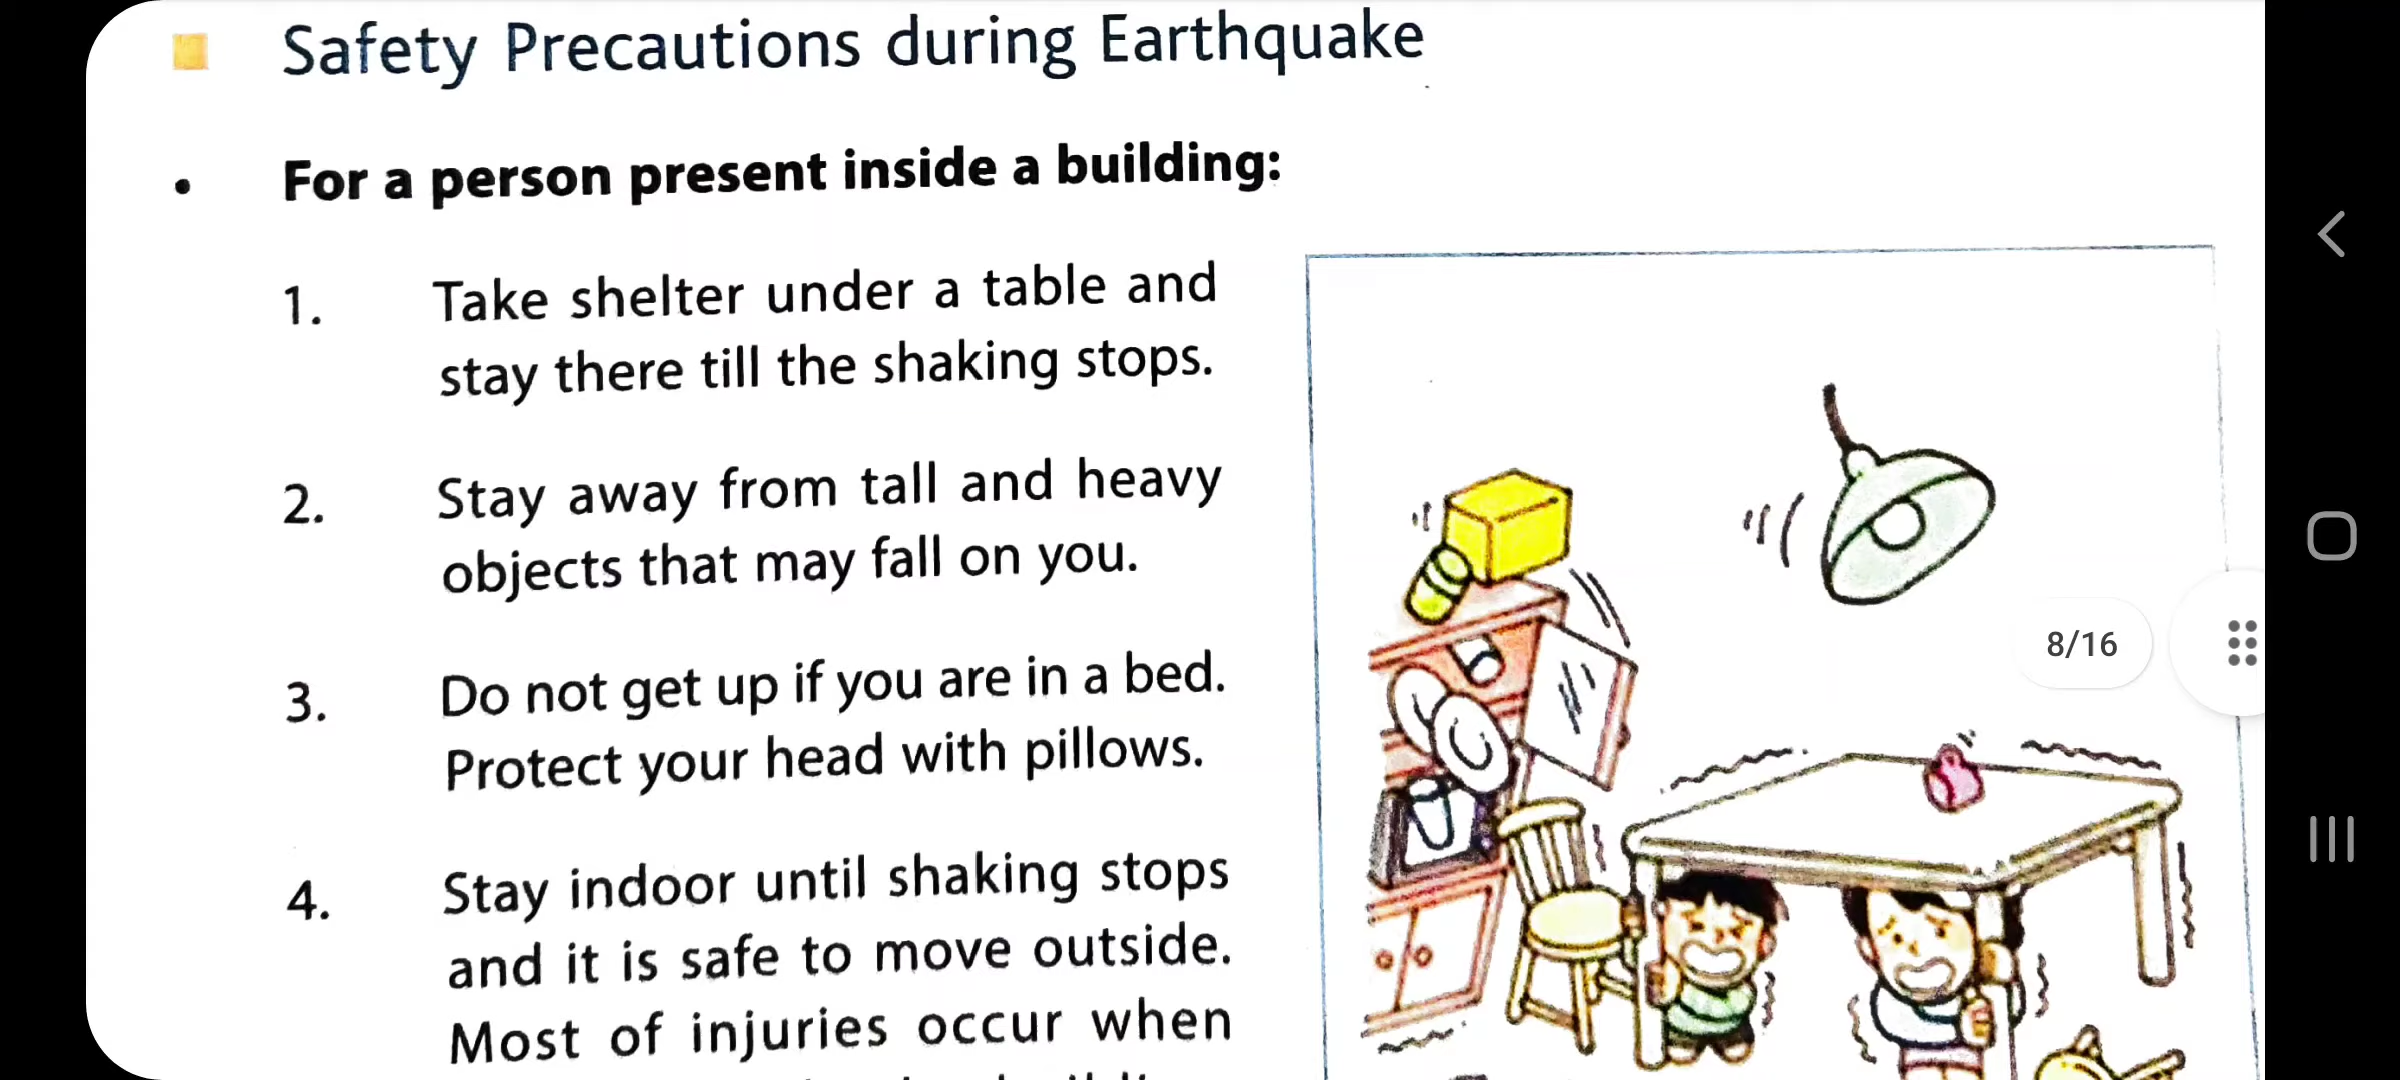 Safety Precautions during Earthquake
• For a person present inside a building:
1. Take shelter under a table and
stay there till the shaking stops.
2. Stay away from tall and heavy
objects that may fall on you.
3. Do not get up if you are in a bed.
Protect your head with pillows.
4. Stay indoor until shaking stops
and it is safe to move outside.
Most of injuries occur when
8/16